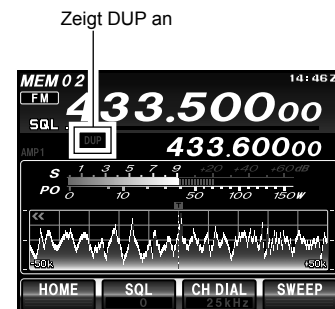 Zeigt DUP an
MEM 02 14:46Z
FM 433.50000
SQL
DUP
AMP1 433.60000
S 1 3 5 7 9 +20 +40 +60dB
PO 0 10 50 100 150W
T
<<
-50k +50k
HOME SQL CH DIAL SWEEP
0 25kHz